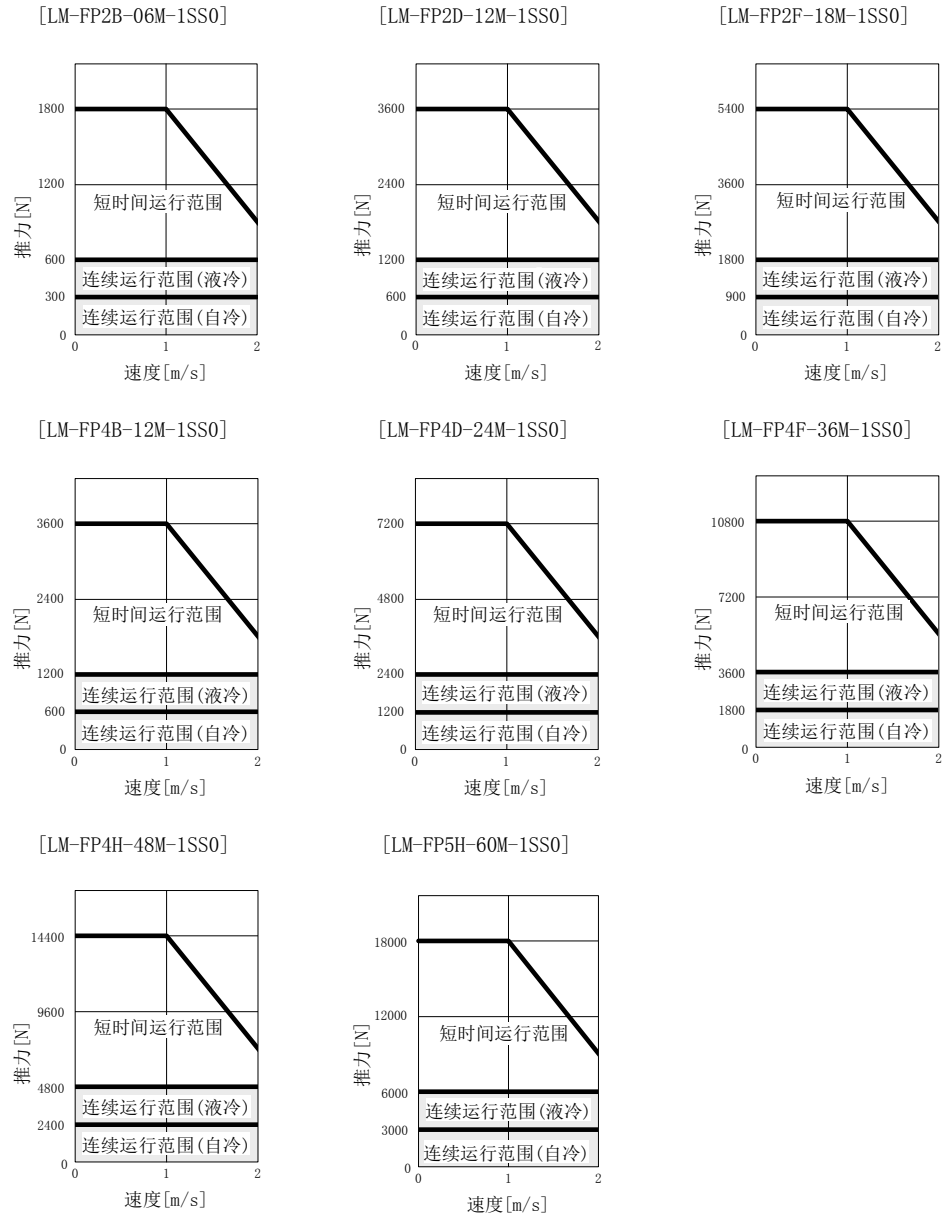 [LM-FP2B-06M-1SS0]
1800
1200
600
300
0
推力[N]
短时间运行范围
连续运行范围(液冷)
连续运行范围(自冷)
0 1 2
速度[m/s]
[LM-FP2D-12M-1SS0]
3600
2400
1200
600
0
推力[N]
短时间运行范围
连续运行范围(液冷)
连续运行范围(自冷)
0 1 2
速度[m/s]
[LM-FP2F-18M-1SS0]
5400
3600
1800
900
0
推力[N]
短时间运行范围
连续运行范围(液冷)
连续运行范围(自冷)
0 1 2
速度[m/s]
[LM-FP4B-12M-1SS0]
3600
2400
1200
600
0
推力[N]
短时间运行范围
连续运行范围(液冷)
连续运行范围(自冷)
0 1 2
速度[m/s]
[LM-FP4D-24M-1SS0]
7200
4800
2400
1200
0
推力[N]
短时间运行范围
连续运行范围(液冷)
连续运行范围(自冷)
0 1 2
速度[m/s]
[LM-FP4F-36M-1SS0]
10800
7200
3600
1800
0
推力[N]
短时间运行范围
连续运行范围(液冷)
连续运行范围(自冷)
0 1 2
速度[m/s]
[LM-FP4H-48M-1SS0]
14400
9600
4800
2400
0
推力[N]
短时间运行范围
连续运行范围(液冷)
连续运行范围(自冷)
0 1 2
速度[m/s]
[LM-FP5H-60M-1SS0]
18000
12000
6000
3000
0
推力[N]
短时间运行范围
连续运行范围(液冷)
连续运行范围(自冷)
0 1 2
速度[m/s]